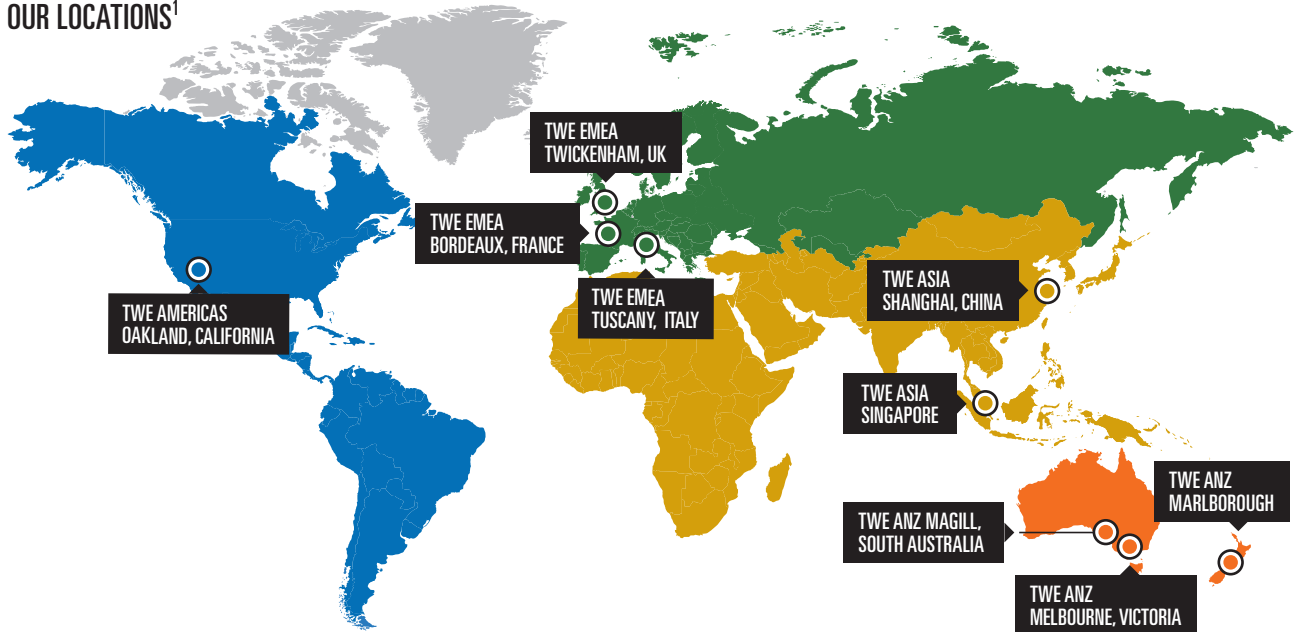 OUR LOCATIONS1
TWE EMEA
TWICKENHAM, UK
TWE EMEA
BORDEAUX, FRANCE
TWE EMEA
TUSCANY, ITALY
TWE AMERICAS
OAKLAND, CALIFORNIA
TWE ASIA
SHANGHAI, CHINA
TWE ASIA
SINGAPORE
TWE ANZ
MARLBOROUGH
TWE ANZ MAGILL,
SOUTH AUSTRALIA
TWE ANZ
MELBOURNE, VICTORIA